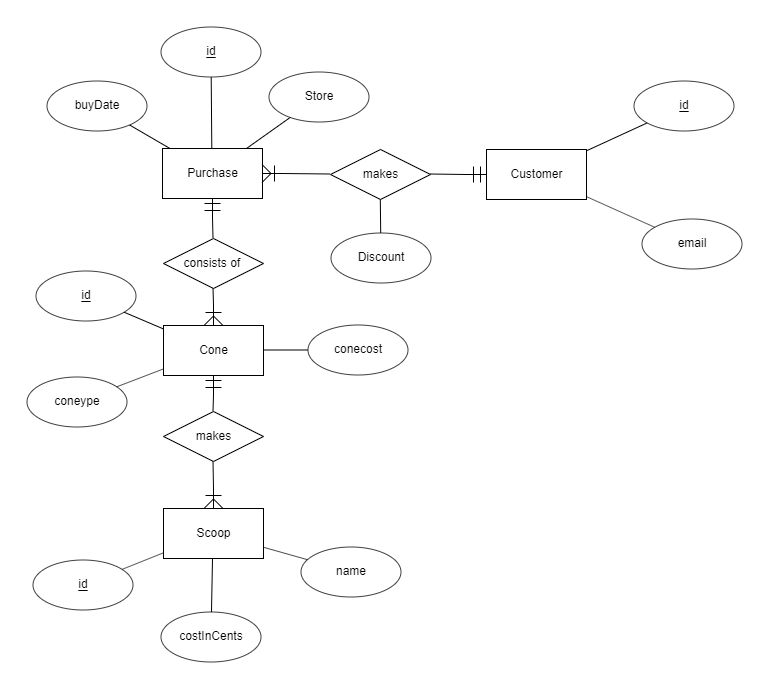 id
buyDate
Store
id
Purchase
makes
Customer
email
Discount
consists of
id
Cone
conecost
coneype
makes
Scoop
id
name
costInCents